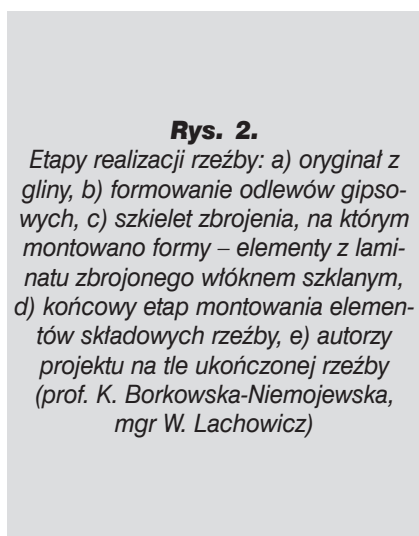 Rys. 2.
Etapy realizacji rzeźby: a) oryginał z
gliny, b) formowanie odlewów gipso-
wych, c) szkielet zbrojenia, na którym
montowano formy – elementy z lami-
natu zbrojonego włóknem szklanym,
d) końcowy etap montowania elemen-
tów składowych rzeźby, e) autorzy
projektu na tle ukończonej rzeźby
(prof. K. Borkowska-Niemojewska,
mgr W. Lachowicz)